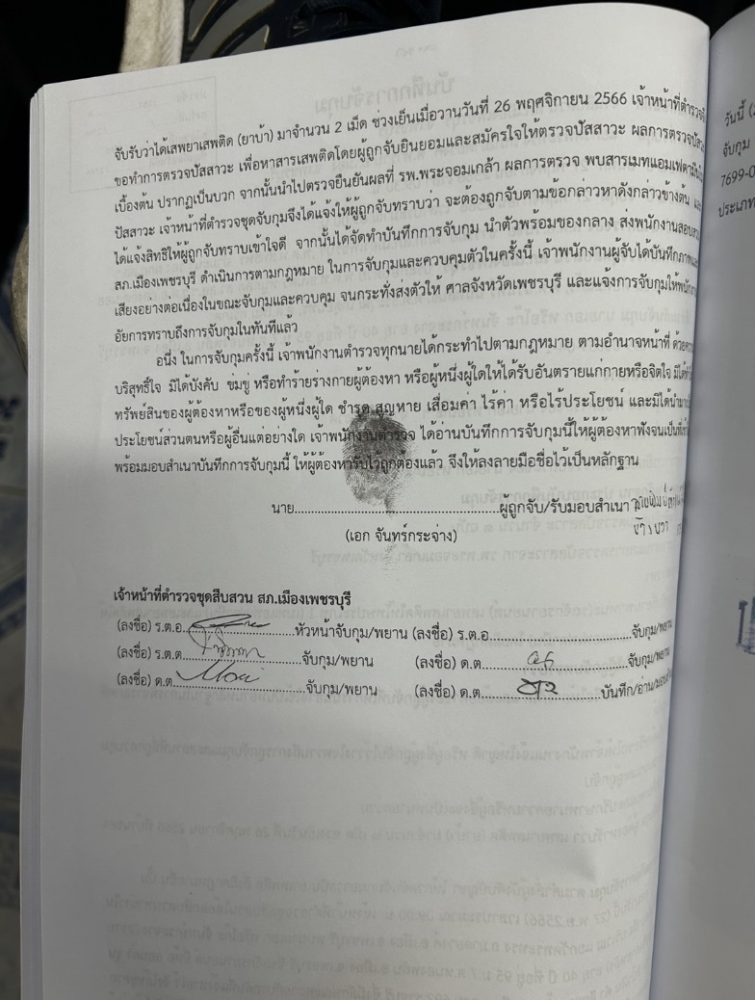 จับรับว่าได้เสพยาเสพติด (ยาบ้า) มาจำนวน 2 เม็ด ช่วงเย็นเมื่อวานวันที่ 26 พฤศจิกายน 2566 เจ้าหน้าที่ตำรวจ
ขอทำการตรวจปัสสาวะ เพื่อหาสารเสพติดโดยผู้ถูกจับยินยอมและสมัครใจให้ตรวจปัสสาวะ ผลการตรวจ
เบื้องต้น ปรากฏเป็นบวก จากนั้นนำไปตรวจยืนยันผลที่ รพ.พระจอมเกล้า ผลการตรวจ พบสารเมทแอมเฟตามีน
ปัสสาวะ เจ้าหน้าที่ตำรวจชุดจับกุมจึงได้แจ้งให้ผู้ถูกจับทราบว่า จะต้องถูกจับตามข้อกล่าวหาดังกล่าวข้างต้น
ได้แจ้งสิทธิให้ผู้ถูกจับทราบเข้าใจดี จากนั้นได้จัดทำบันทึกการจับกุม นำตัวพร้อมของกลาง ส่งพนักงานสอบสวน
สภ.เมืองเพชรบุรี ดำเนินการตามกฎหมาย ในการจับกุมและควบคุมตัวในครั้งนี้ เจ้าพนักงานผู้จับได้บันทึกภาพ
เสียงอย่างต่อเนื่องในขณะจับกุมและควบคุม จนกระทั่งส่งตัวให้ ศาลจังหวัดเพชรบุรี และแจ้งการจับกุมให้
อัยการทราบถึงการจับกุมในทันทีแล้ว
อนึ่ง ในการจับกุมครั้งนี้ เจ้าพนักงานตำรวจทุกนายได้กระทำไปตามกฎหมาย ตามอำนาจหน้าที่
บริสุทธิ์ใจ มิได้บังคับ ข่มขู่ หรือทำร้ายร่างกายผู้ต้องหา หรือผู้หนึ่งผู้ใดให้ได้รับอันตรายแก่กายหรือจิตใจ
ทรัพย์สินของผู้ต้องหาหรือของผู้หนึ่งผู้ใด ชำรุด สูญหาย เสื่อมค่า ไร้ค่า หรือไร้ประโยชน์ และมิได้
ประโยชน์ส่วนตนหรือผู้อื่นแต่อย่างใด เจ้าพนักงานตำรวจ ได้อ่านบันทึกการจับกุมนี้ให้ผู้ต้องหาฟัง
พร้อมมอบสำเนาบันทึกการจับกุมนี้ ให้ผู้ต้องหารับไว้ถูกต้องแล้ว จึงให้ลงลายมือชื่อไว้เป็นหลักฐาน
นาย..................................................ผู้ถูกจับ/รับมอบสำเนา
(เอก จันทร์กระจ่าง)
เจ้าหน้าที่ตำรวจชุดสืบสวน สภ.เมืองเพชรบุรี
(ลงชื่อ) ร.ต.อ.............................หัวหน้าจับกุม/พยาน (ลงชื่อ) ร.ต.อ...................................จับกุม/พยาน
(ลงชื่อ) ร.ต.ต.............................จับกุม/พยาน (ลงชื่อ) ด.ต...................................จับกุม/พยาน
(ลงชื่อ) ด.ต.............................จับกุม/พยาน (ลงชื่อ) ด.ต...................................บันทึก/อ่าน
วันนี้
จับกุม
7699-0
ประเภท